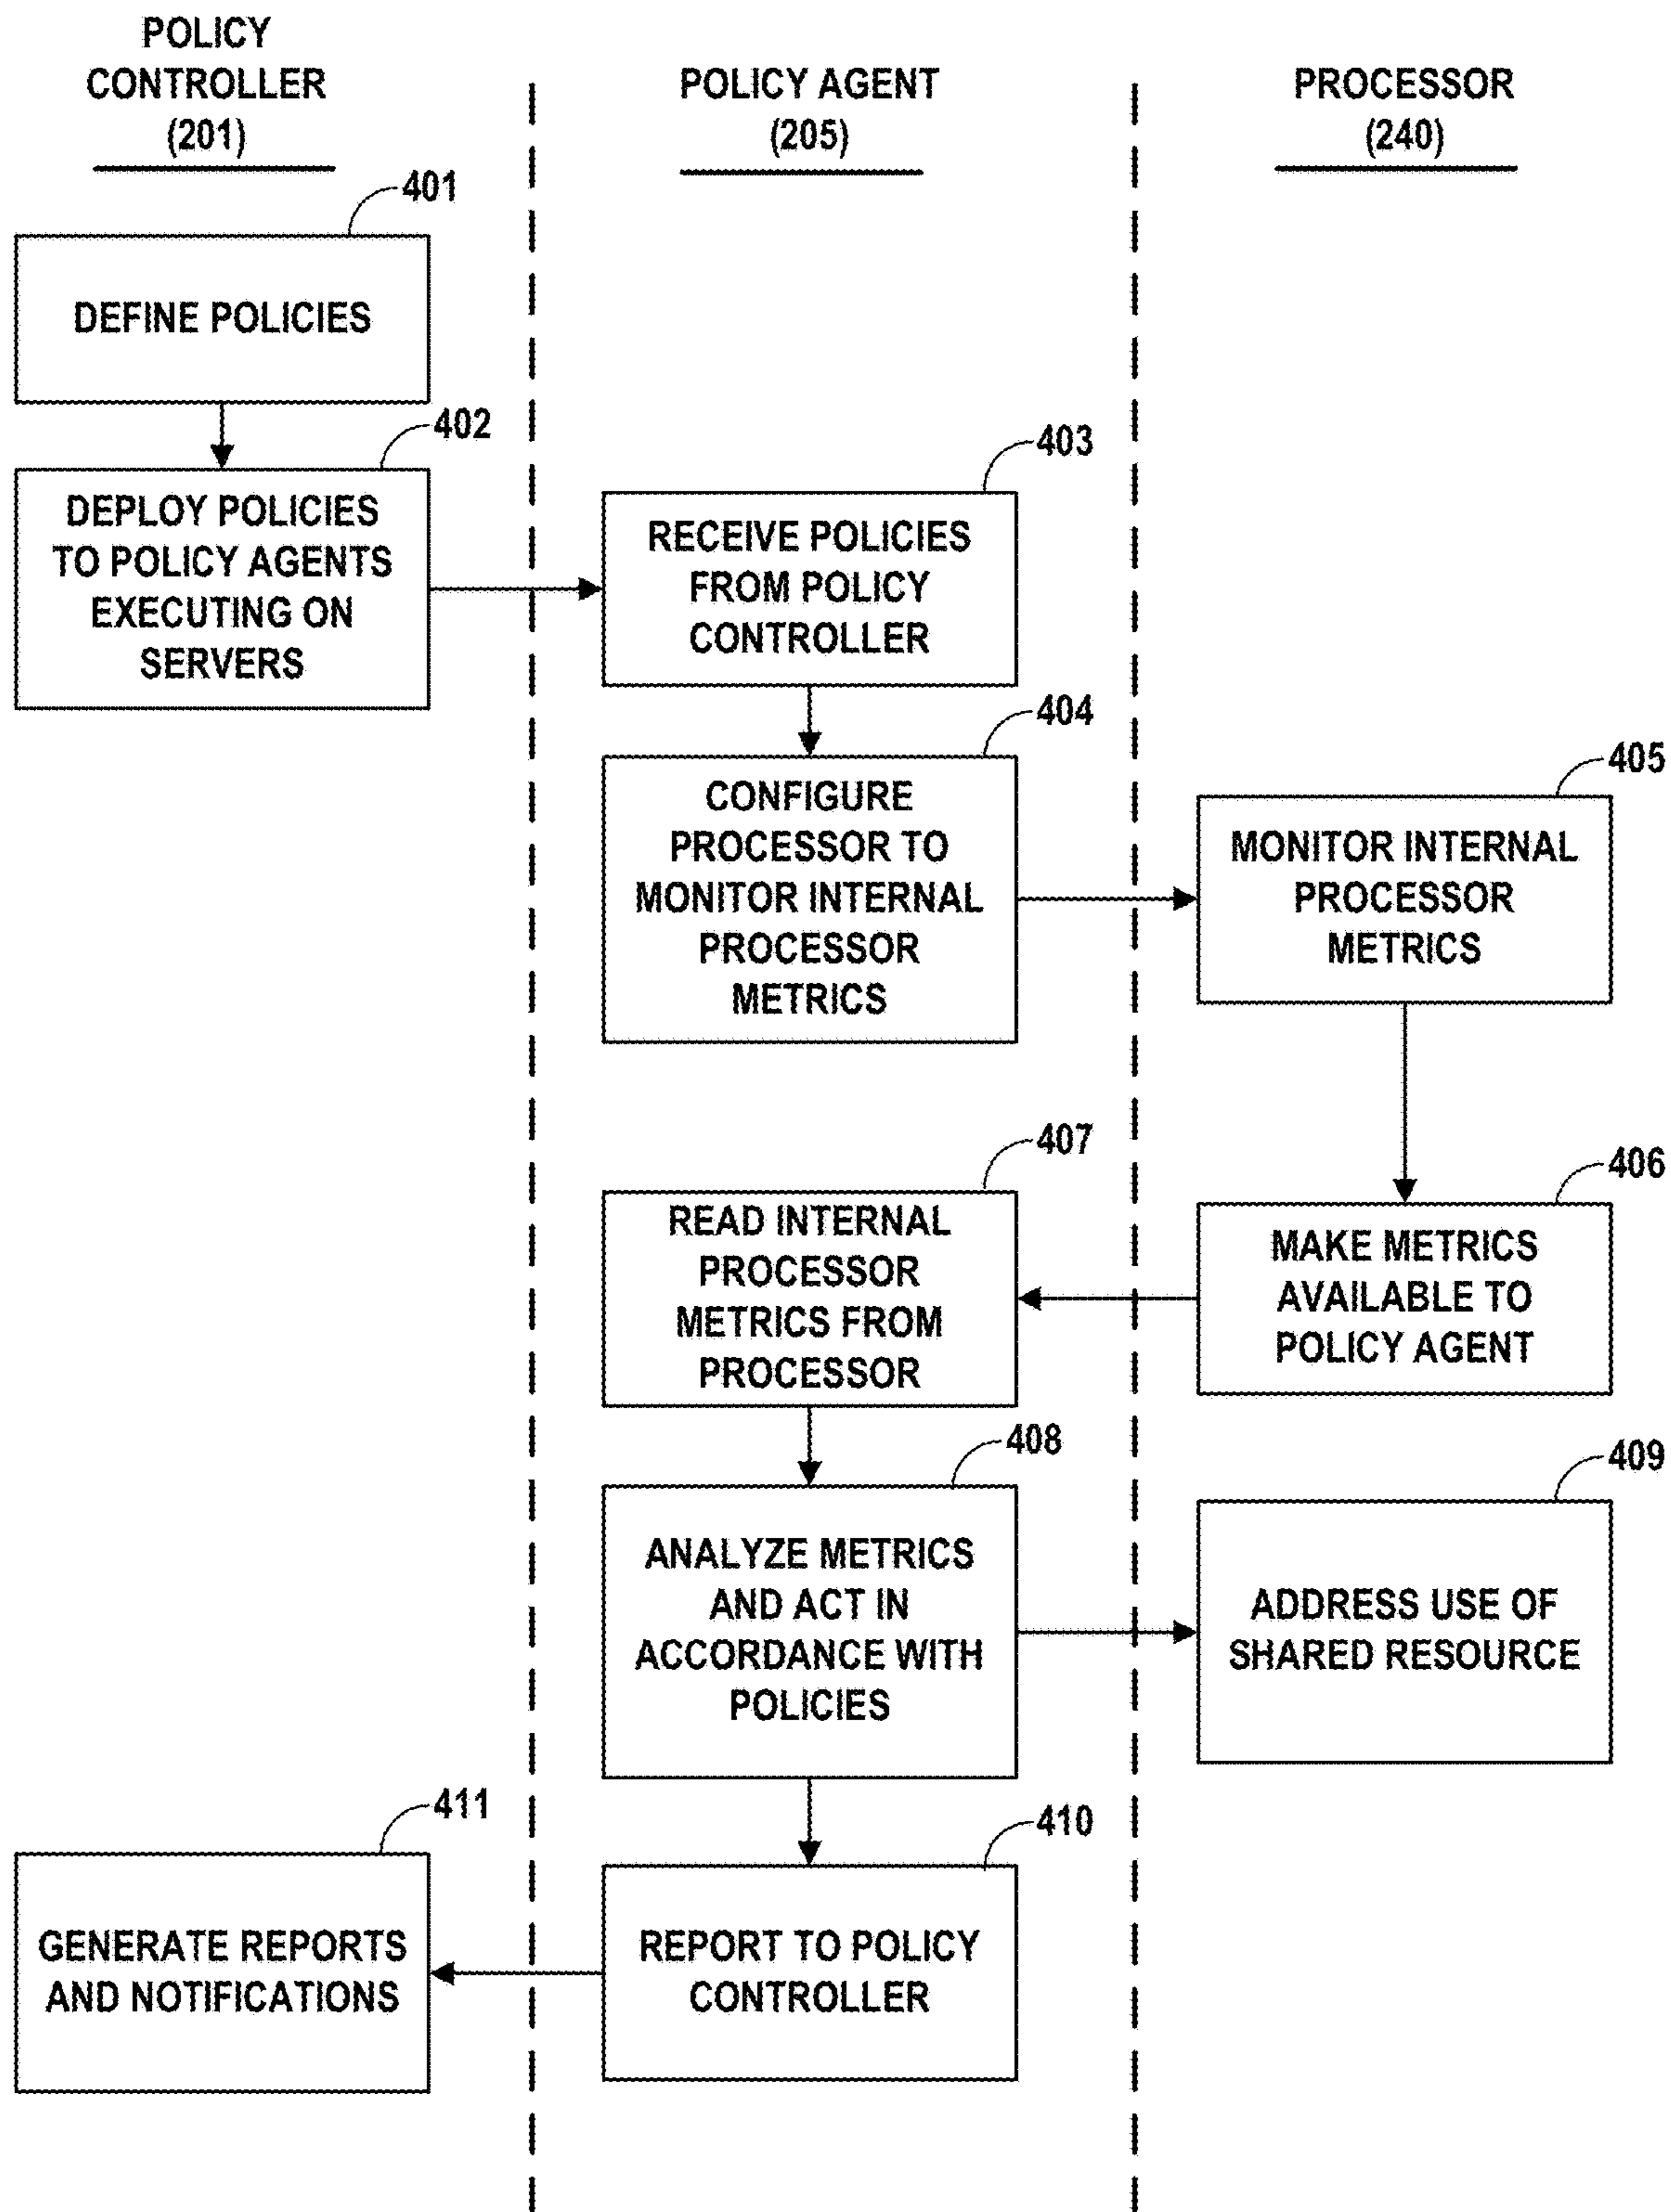 POLICY
CONTROLLER
(201)
POLICY AGENT
(205)
PROCESSOR
(240)
401
DEFINE POLICIES
402
DEPLOY POLICIES
TO POLICY AGENTS
EXECUTING ON
SERVERS
403
RECEIVE POLICIES
FROM POLICY
CONTROLLER
404
CONFIGURE
PROCESSOR TO
MONITOR INTERNAL
PROCESSOR
METRICS
405
MONITOR INTERNAL
PROCESSOR
METRICS
406
MAKE METRICS
AVAILABLE TO
POLICY AGENT
407
READ INTERNAL
PROCESSOR
METRICS FROM
PROCESSOR
408
ANALYZE METRICS
AND ACT IN
ACCORDANCE WITH
POLICIES
409
ADDRESS USE OF
SHARED RESOURCE
410
REPORT TO POLICY
CONTROLLER
411
GENERATE REPORTS
AND NOTIFICATIONS